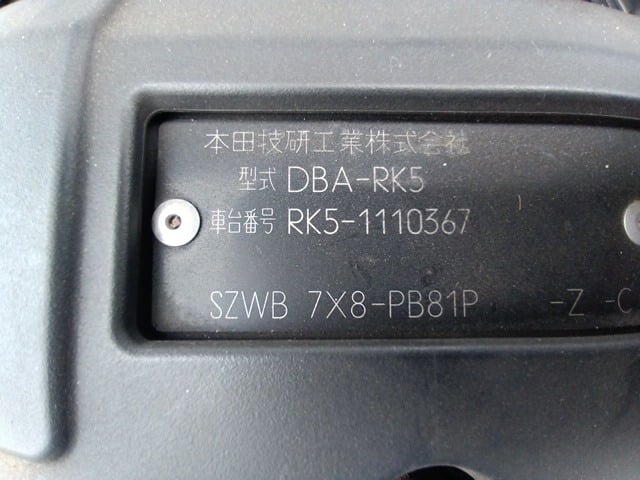 本田技研工業株式会社
型式 DBA-RK5
車台番号 RK5-1110367
SZWB 7X8-PB81P -Z -C